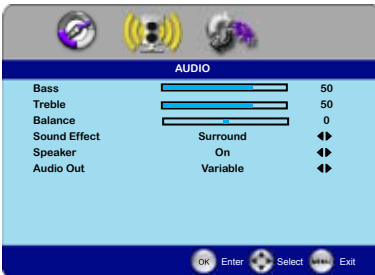 AUDIO
Bass 50
Treble 50
Balance 0
Sound Effect Surround
Speaker On
Audio Out Variable
OK Enter Select MENU Exit